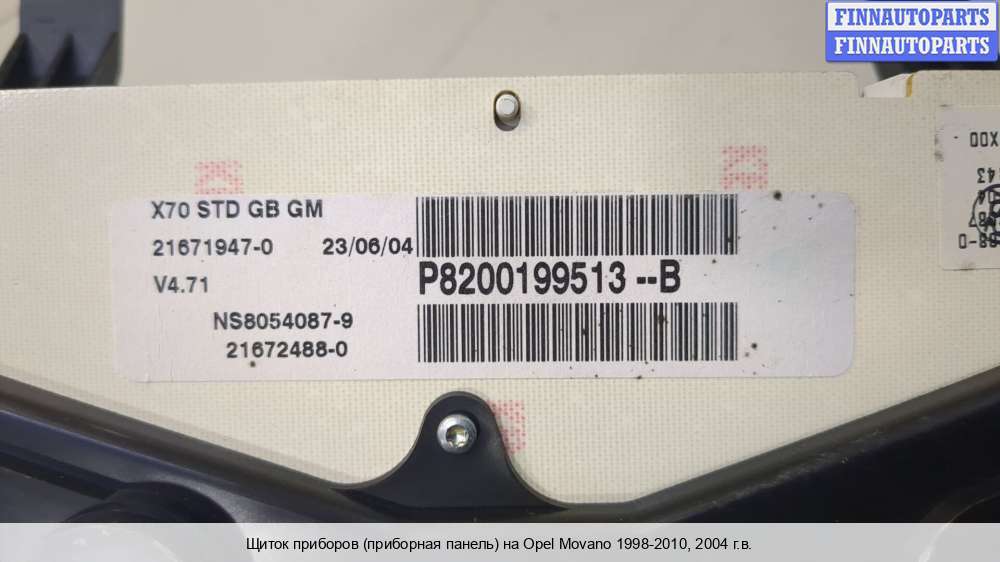 FINNAUTOPARTS
FINNAUTOPARTS
X70 STD GB GM
21671947-0 23/06/04
V4.71
P8200199513 --B
NS8054087-9
21672488-0
Щиток приборов (приборная панель) на Opel Movano 1998-2010, 2004 г.в.